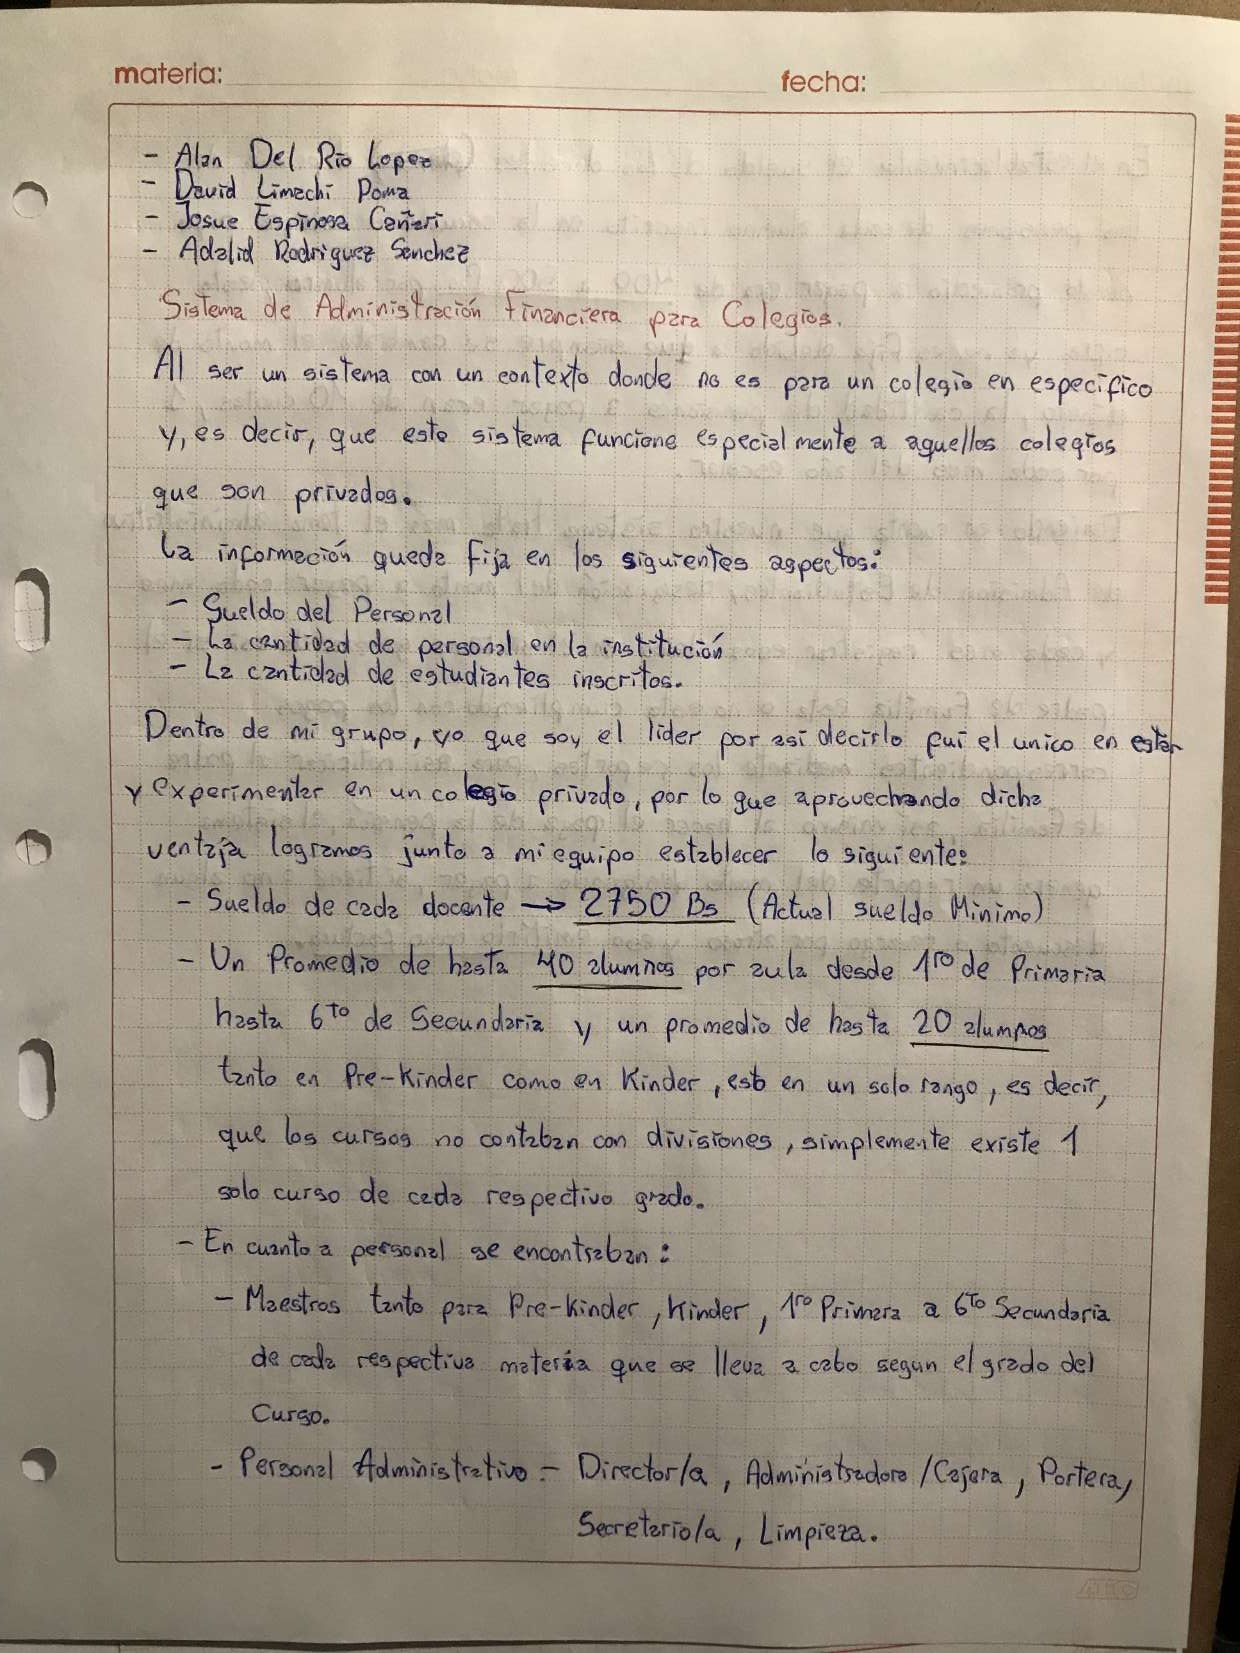 materia:
fecha:
- Alan Del Río Lopez
- David Limachi Poma
- Josue Espinosa Cañari
- Adalid Rodriguez Sanchez
Sistema de Administración Financiera para Colegios.
Al ser un sistema con un contexto donde no es para un colegio en específico
y, es decir, que este sistema funcione especialmente a aquellos colegios
que son privados.
La información queda fija en los siguientes aspectos:
- Sueldo del Personal
- La cantidad de personal en la institución
- La cantidad de estudiantes inscritos.
Dentro de mi grupo, yo que soy el líder por así decirlo fui el unico en estar
y experimentar en un colegio privado, por lo que aprovechando dicha
ventaja logramos junto a mi equipo establecer lo siguiente:
- Sueldo de cada docente → 2750 Bs (Actual sueldo Mínimo)
- Un Promedio de hasta 40 alumnos por aula desde 1ro de Primaria
hasta 6to de Secundaria y un promedio de hasta 20 alumnos
tanto en Pre-Kinder como en Kinder, esto en un solo rango, es decir,
que los cursos no contaban con divisiones, simplemente existe 1
solo curso de cada respectivo grado.
- En cuanto a personal se encontraban:
- Maestros tanto para Pre-Kinder, Kinder, 1ro Primara a 6to Secundaria
de cada respectiva materia que se lleva a cabo segun el grado del
Curso.
- Personal Administrativo - Director/a, Administradora/Cajera, Portera,
Secretario/a, Limpieza.